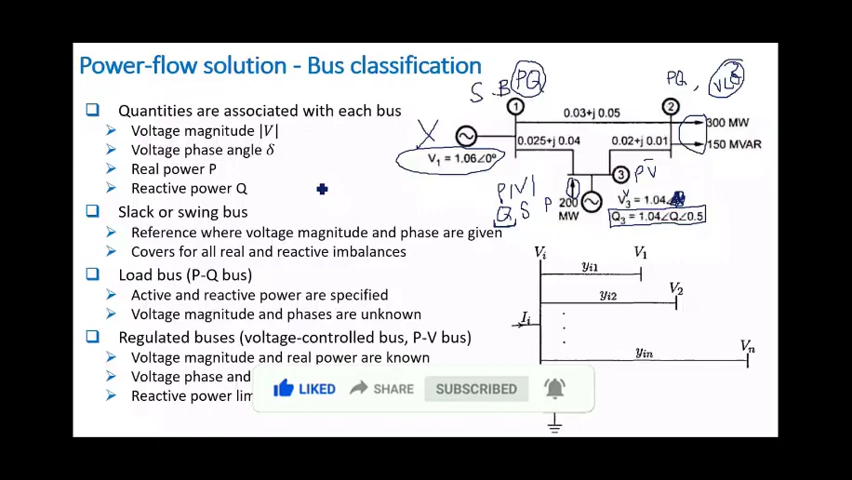 Power-flow solution - Bus classification
Quantities are associated with each bus
Voltage magnitude |V|
Voltage phase angle δ
Real power P
Reactive power Q
Slack or swing bus
Reference where voltage magnitude and phase are given
Covers for all real and reactive imbalances
Load bus (P-Q bus)
Active and reactive power are specified
Voltage magnitude and phases are unknown
Regulated buses (voltage-controlled bus, P-V bus)
Voltage magnitude and real power are known
Voltage phase and
Reactive power lim
S.B PQ
PQ,
1
2
0.03+j 0.05
300 MW
0.025+j 0.04
0.02+j 0.01
150 MVAR
V₁ = 1.06∠0°
3
PV
P|V|
Q δ
P
200
MW
V₃ = 1.04
Q₃ = 1.04∠Q∠0.5
Vᵢ
V₁
yᵢ₁
V₂
yᵢ₂
Iᵢ
Vₙ
yᵢₙ
LIKED
SHARE
SUBSCRIBED